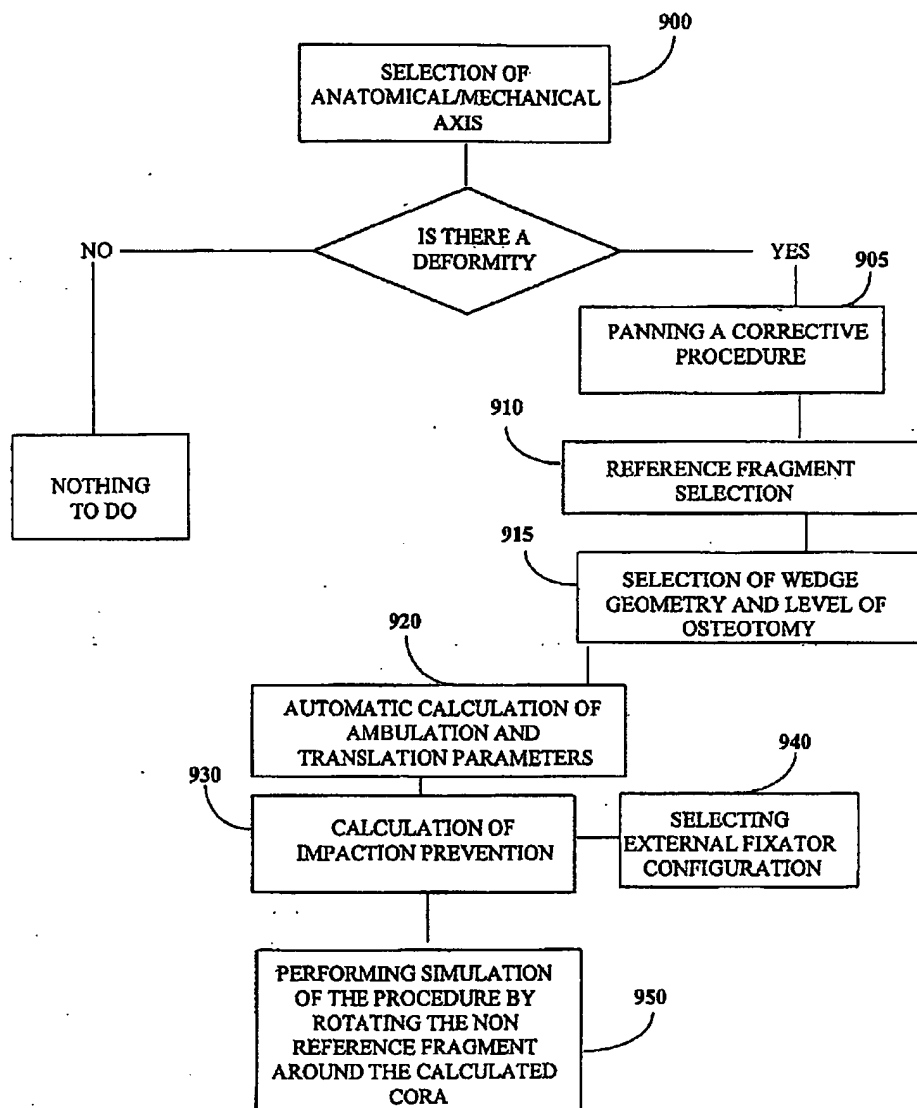 900
SELECTION OF
ANATOMICAL/MECHANICAL
AXIS
IS THERE A
DEFORMITY
NO
YES
905
PANNING A CORRECTIVE
PROCEDURE
910
REFERENCE FRAGMENT
SELECTION
NOTHING
TO DO
915
SELECTION OF WEDGE
GEOMETRY AND LEVEL OF
OSTEOTOMY
920
AUTOMATIC CALCULATION OF
AMBULATION AND
TRANSLATION PARAMETERS
930
CALCULATION OF
IMPACTION PREVENTION
940
SELECTING
EXTERNAL FIXATOR
CONFIGURATION
PERFORMING SIMULATION
OF THE PROCEDURE BY
ROTATING THE NON
REFERENCE FRAGMENT
AROUND THE CALCULATED
CORA
950